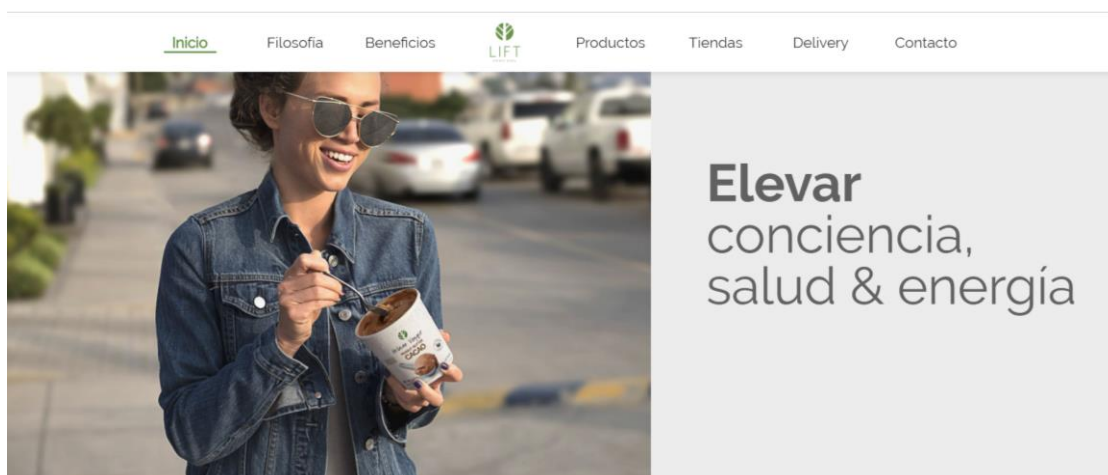 Inicio
Filosofia
Beneficios
LIFT
Productos
Tiendas
Delivery
Contacto
Elevar
conciencia,
salud & energía
CACAO